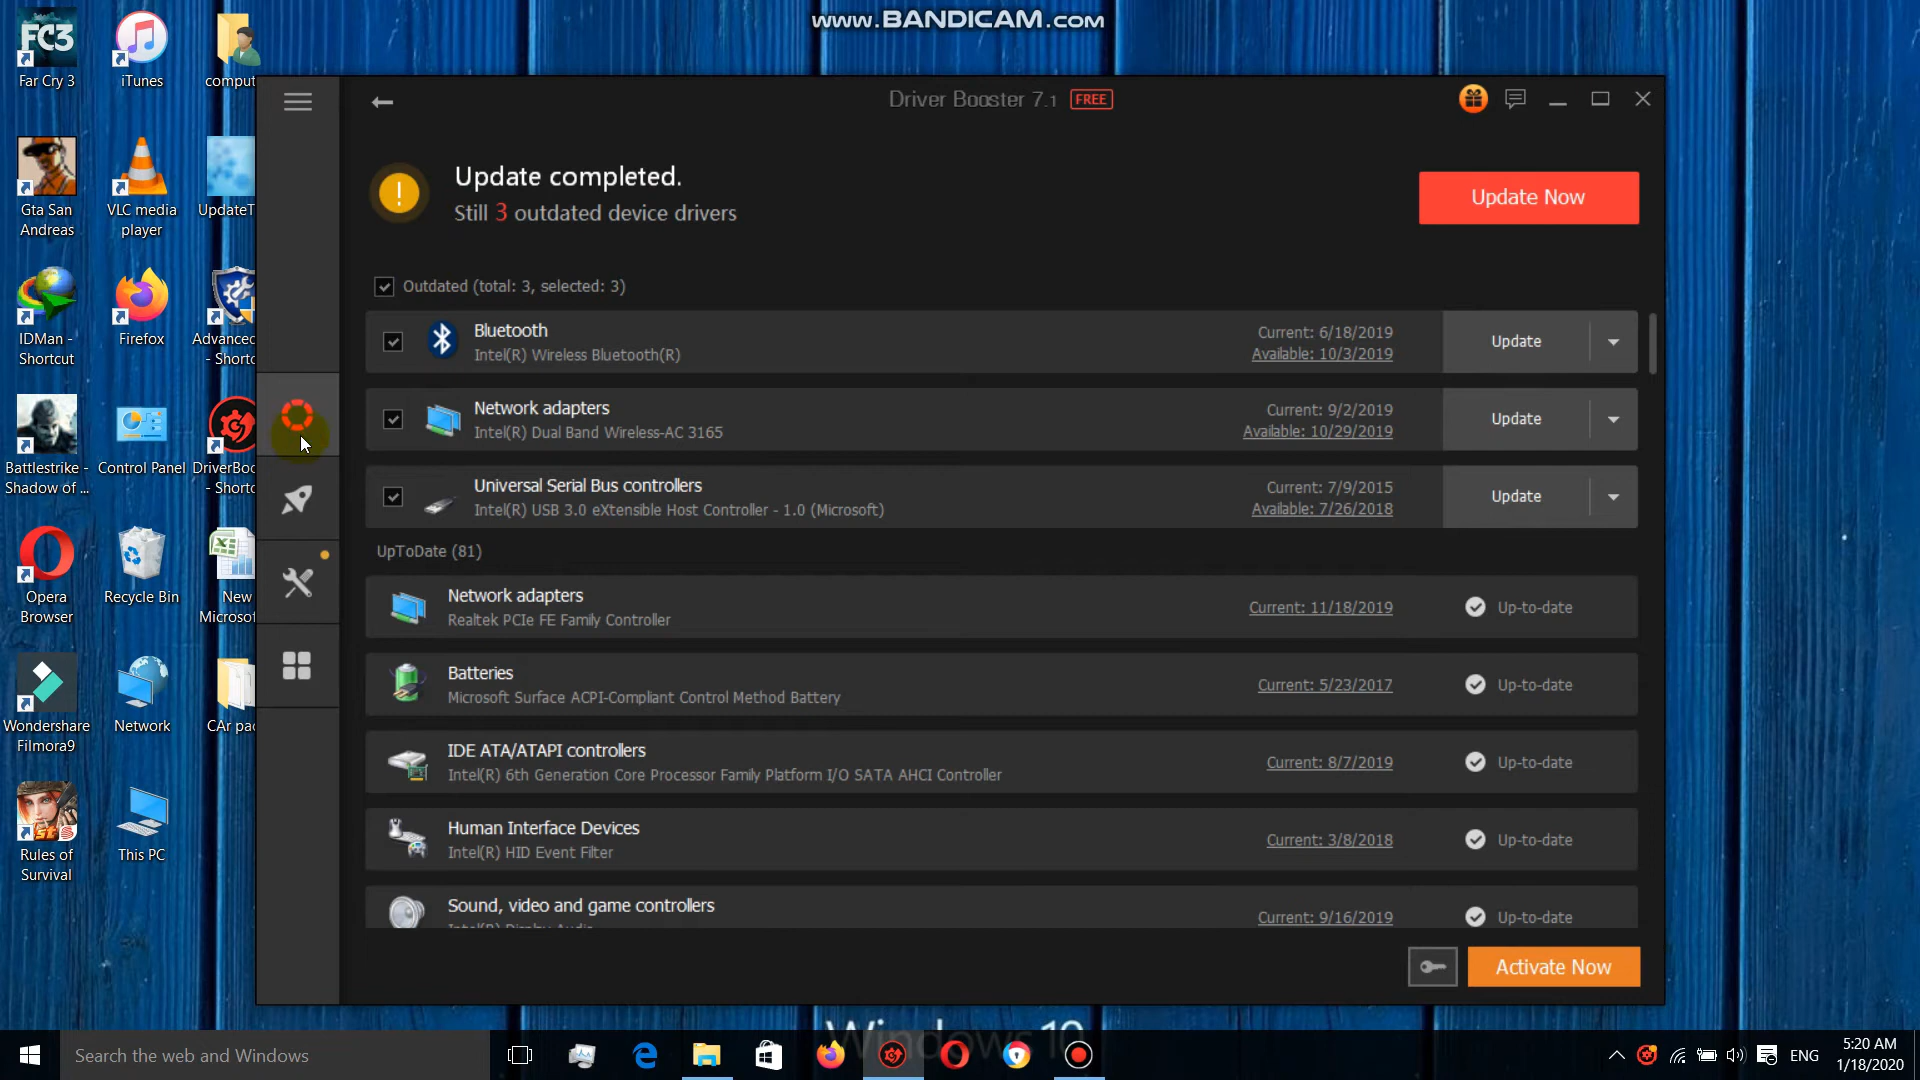 www.BANDICAM.com
FC3
Far Cry 3
iTunes
comput
Gta San
Andreas
VLC media
player
UpdateT
IDMan -
Shortcut
Firefox
Advanced
- Shortc
Battlestrike -
Shadow of ...
Control Panel
DriverBoo
- Shortc
Opera
Browser
Recycle Bin
New
Microsof
Wondershare
Filmora9
Network
CAr pac
Rules of
Survival
This PC
Driver Booster 7.1 FREE
Update completed.
Still 3 outdated device drivers
Update Now
Outdated (total: 3, selected: 3)
Bluetooth
Intel(R) Wireless Bluetooth(R)
Current: 6/18/2019
Available: 10/3/2019
Update
Network adapters
Intel(R) Dual Band Wireless-AC 3165
Current: 9/2/2019
Available: 10/29/2019
Update
Universal Serial Bus controllers
Intel(R) USB 3.0 eXtensible Host Controller - 1.0 (Microsoft)
Current: 7/9/2015
Available: 7/26/2018
Update
UpToDate (81)
Network adapters
Realtek PCIe FE Family Controller
Current: 11/18/2019
Up-to-date
Batteries
Microsoft Surface ACPI-Compliant Control Method Battery
Current: 5/23/2017
Up-to-date
IDE ATA/ATAPI controllers
Intel(R) 6th Generation Core Processor Family Platform I/O SATA AHCI Controller
Current: 8/7/2019
Up-to-date
Human Interface Devices
Intel(R) HID Event Filter
Current: 3/8/2018
Up-to-date
Sound, video and game controllers
Intel(R) Display Audio
Current: 9/16/2019
Up-to-date
Activate Now
Windows 10
Search the web and Windows
ENG
5:20 AM
1/18/2020